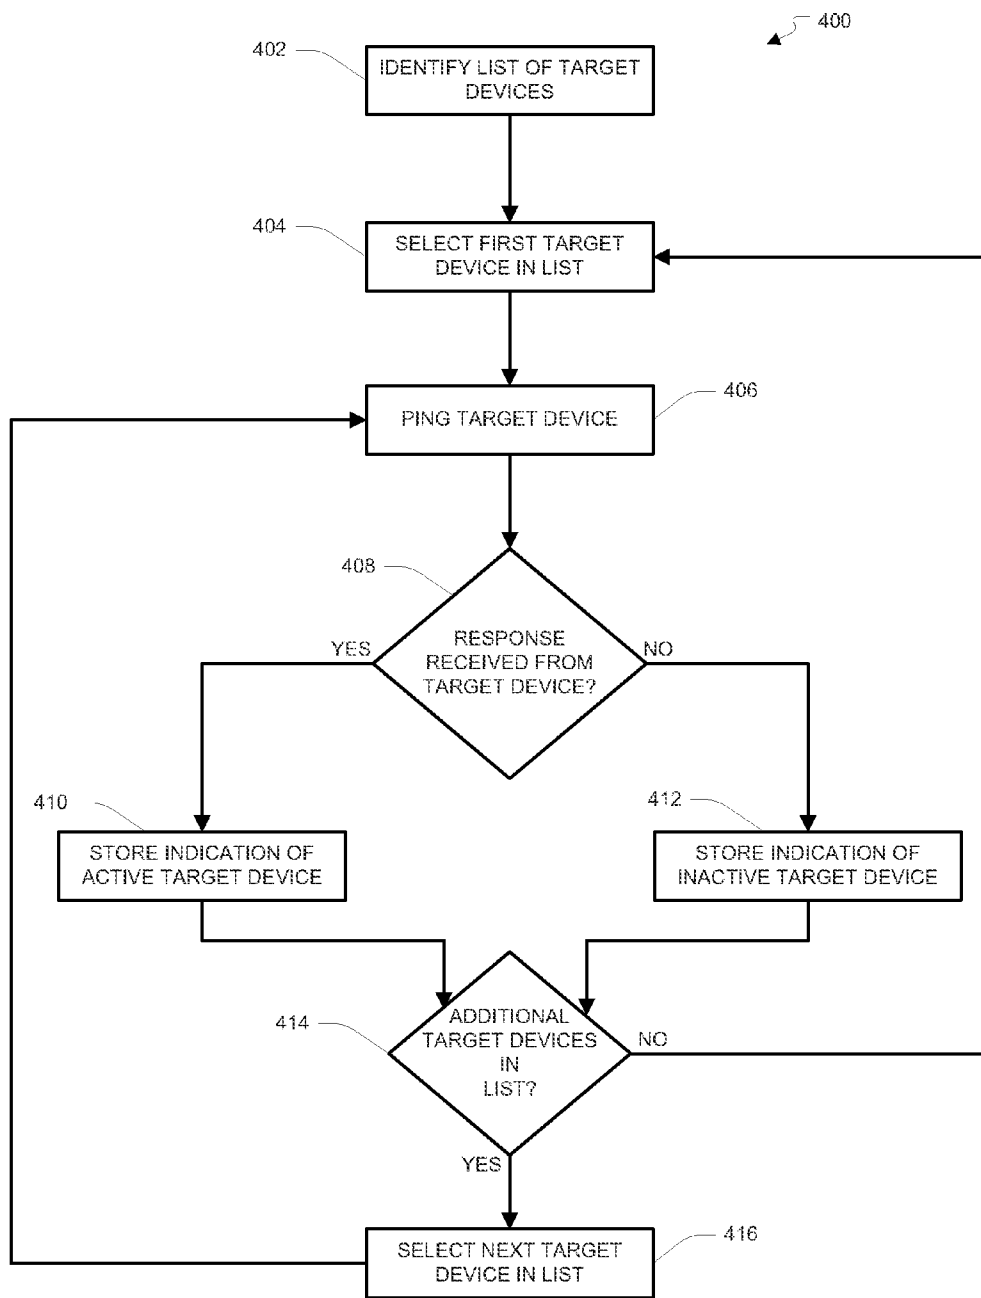 400
402
IDENTIFY LIST OF TARGET
DEVICES
404
SELECT FIRST TARGET
DEVICE IN LIST
406
PING TARGET DEVICE
408
RESPONSE
RECEIVED FROM
TARGET DEVICE?
YES
NO
410
STORE INDICATION OF
ACTIVE TARGET DEVICE
412
STORE INDICATION OF
INACTIVE TARGET DEVICE
414
ADDITIONAL
TARGET DEVICES
IN
LIST?
NO
YES
SELECT NEXT TARGET
DEVICE IN LIST
416